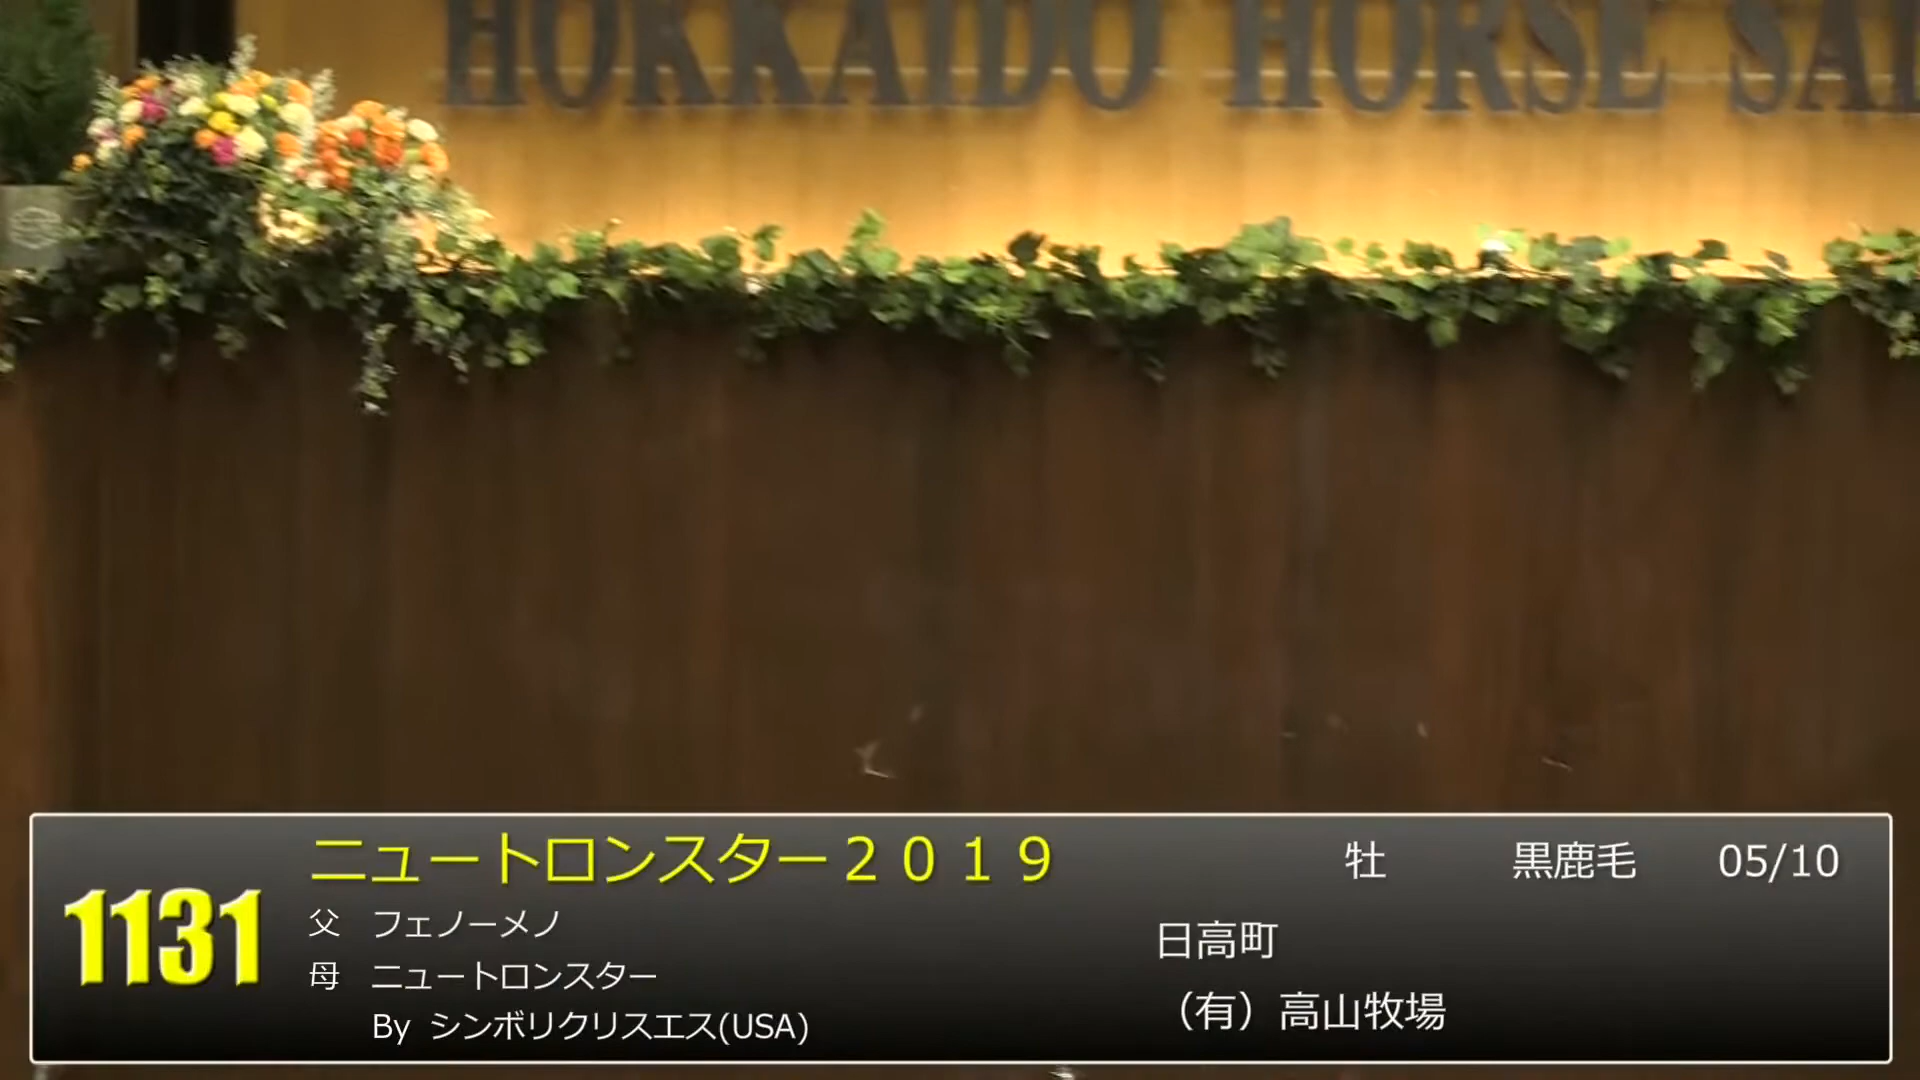 HOKKAIDO HORSE SAL
1131
ニュートロンスター２０１９ 牡 黒鹿毛 05/10
父 フェノーメノ
母 ニュートロンスター
By シンボリクリスエス(USA)
日高町
（有）高山牧場